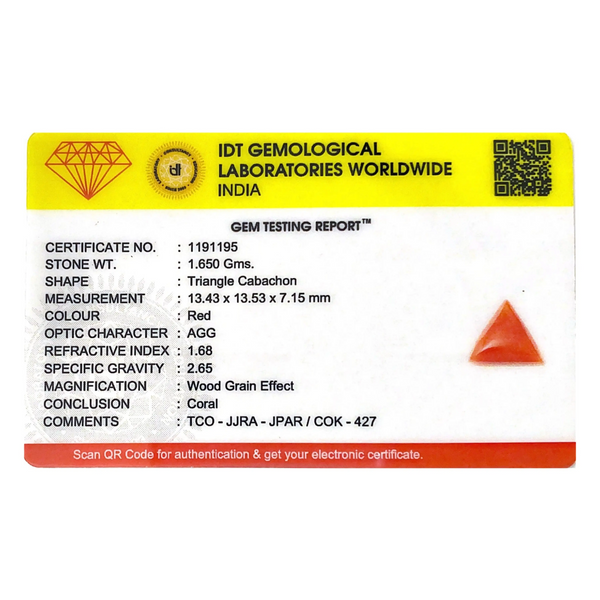 IDT GEMOLOGICAL
LABORATORIES WORLDWIDE
INDIA
idt
GEM TESTING REPORT™
CERTIFICATE NO. : 1191195
STONE WT. : 1.650 Gms.
SHAPE : Triangle Cabachon
MEASUREMENT : 13.43 x 13.53 x 7.15 mm
COLOUR : Red
OPTIC CHARACTER : AGG
REFRACTIVE INDEX : 1.68
SPECIFIC GRAVITY : 2.65
MAGNIFICATION : Wood Grain Effect
CONCLUSION : Coral
COMMENTS : TCO - JJRA - JPAR / COK - 427
Scan QR Code for authentication & get your electronic certificate.